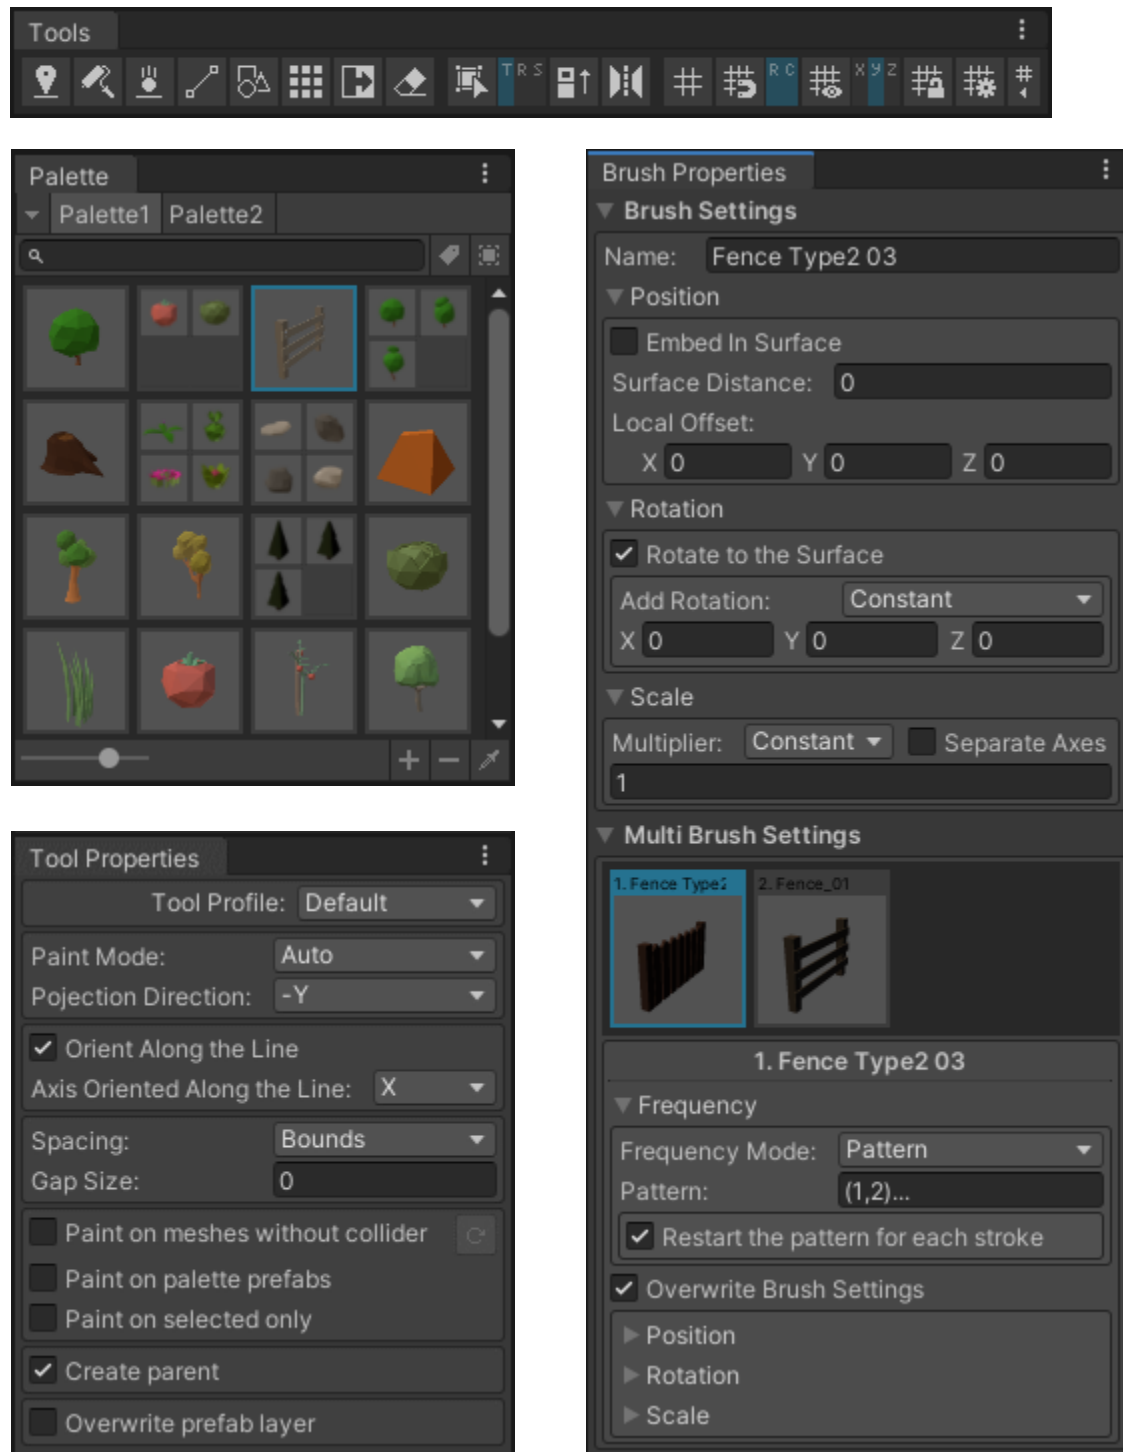 Tools
T R S
R C
X Y Z
Palette
Palette1 Palette2
Tool Properties
Tool Profile: Default
Paint Mode: Auto
Pojection Direction: -Y
Orient Along the Line
Axis Oriented Along the Line: X
Spacing: Bounds
Gap Size: 0
Paint on meshes without collider
Paint on palette prefabs
Paint on selected only
Create parent
Overwrite prefab layer
Brush Properties
Brush Settings
Name: Fence Type2 03
Position
Embed In Surface
Surface Distance: 0
Local Offset:
X 0 Y 0 Z 0
Rotation
Rotate to the Surface
Add Rotation: Constant
X 0 Y 0 Z 0
Scale
Multiplier: Constant Separate Axes
1
Multi Brush Settings
1. Fence Type2 2. Fence_01
1. Fence Type2 03
Frequency
Frequency Mode: Pattern
Pattern: (1,2)...
Restart the pattern for each stroke
Overwrite Brush Settings
Position
Rotation
Scale